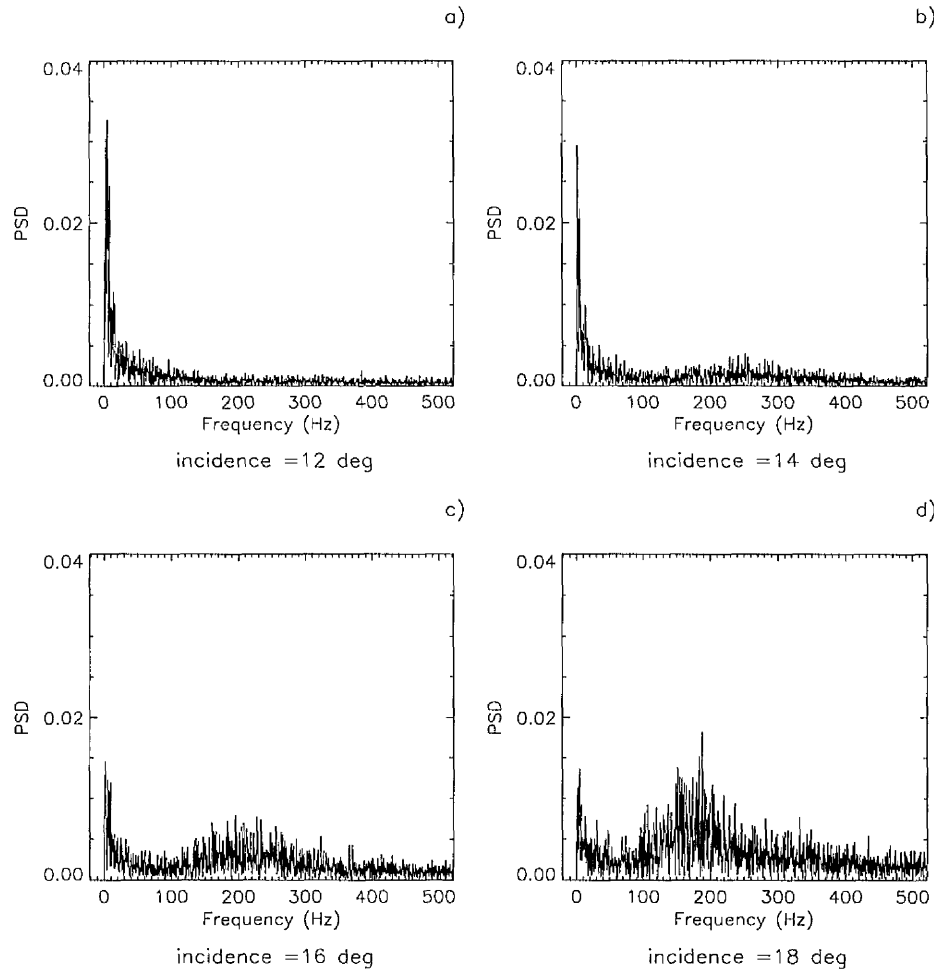 a)
0.04
0.02
0.00
PSD
0 100 200 300 400 500
Frequency (Hz)
incidence =12 deg
b)
0.04
0.02
0.00
PSD
0 100 200 300 400 500
Frequency (Hz)
incidence =14 deg
c)
0.04
0.02
0.00
PSD
0 100 200 300 400 500
Frequency (Hz)
incidence =16 deg
d)
0.04
0.02
0.00
PSD
0 100 200 300 400 500
Frequency (Hz)
incidence =18 deg